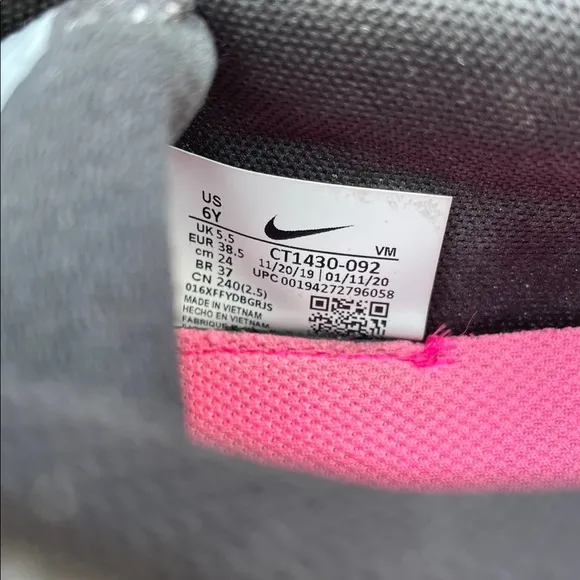 US
6Y
UK 5.5
EUR 38.5
cm 24
BR 37
CN 240(2.5)
016XFFYDBGRJS
MADE IN VIETNAM
HECHO EN VIETNAM
FABRIQUÉ
VM
CT1430-092
11/20/19 | 01/11/20
UPC 00194272796058